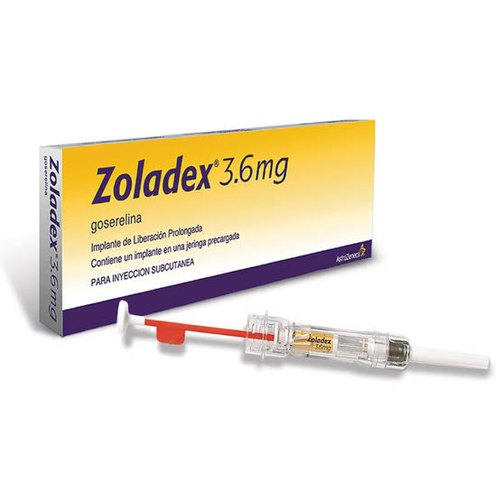 Zoladex® 3.6mg
goserelina
Implante de Liberación Prolongada
Contiene un implante en una jeringa precargada
PARA INYECCION SUBCUTANEA
AstraZeneca
Zoladex® 3.6mg
goserelina
Zoladex
3.6mg